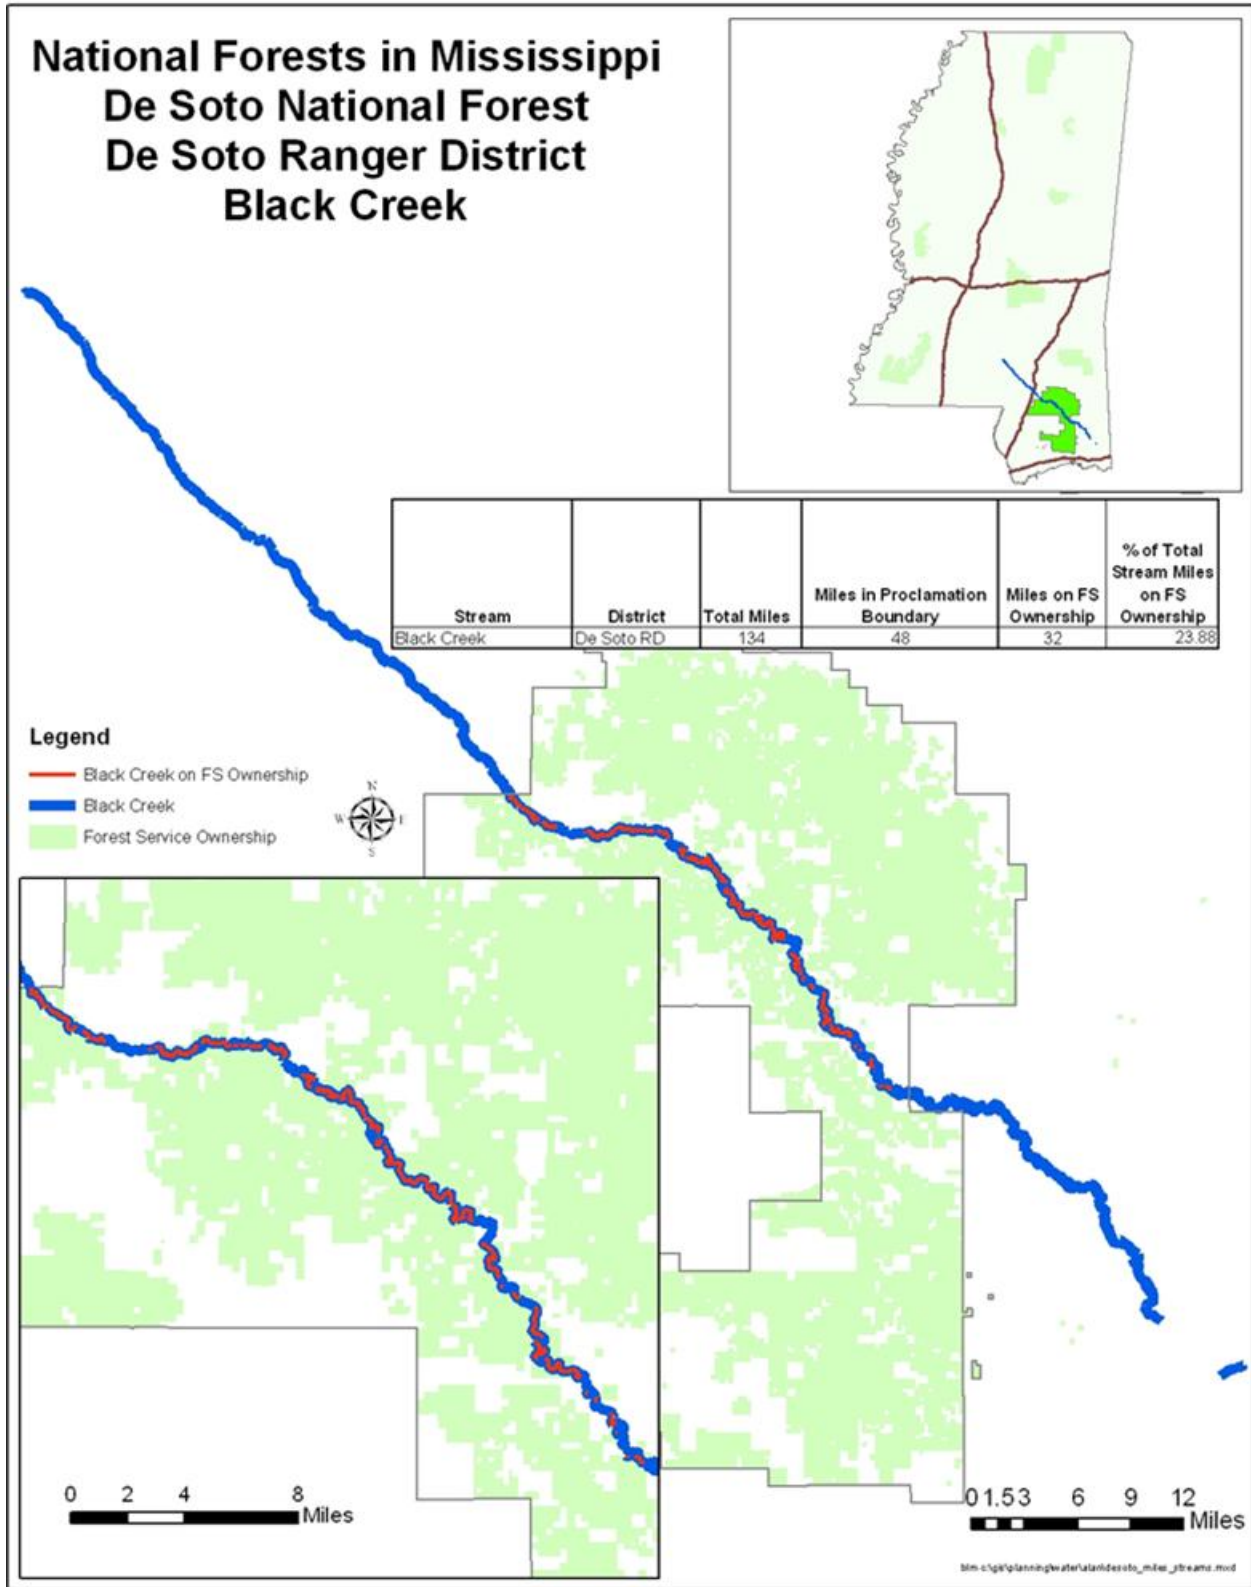 National Forests in Mississippi
De Soto National Forest
De Soto Ranger District
Black Creek
Stream District Total Miles Miles in Proclamation Boundary Miles on FS Ownership % of Total Stream Miles on FS Ownership
Black Creek De Soto RD 134 48 32 23.88
Legend
Black Creek on FS Ownership
Black Creek
Forest Service Ownership
N
W
S
0 2 4 8
Miles
0 1.5 3 6 9 12
Miles